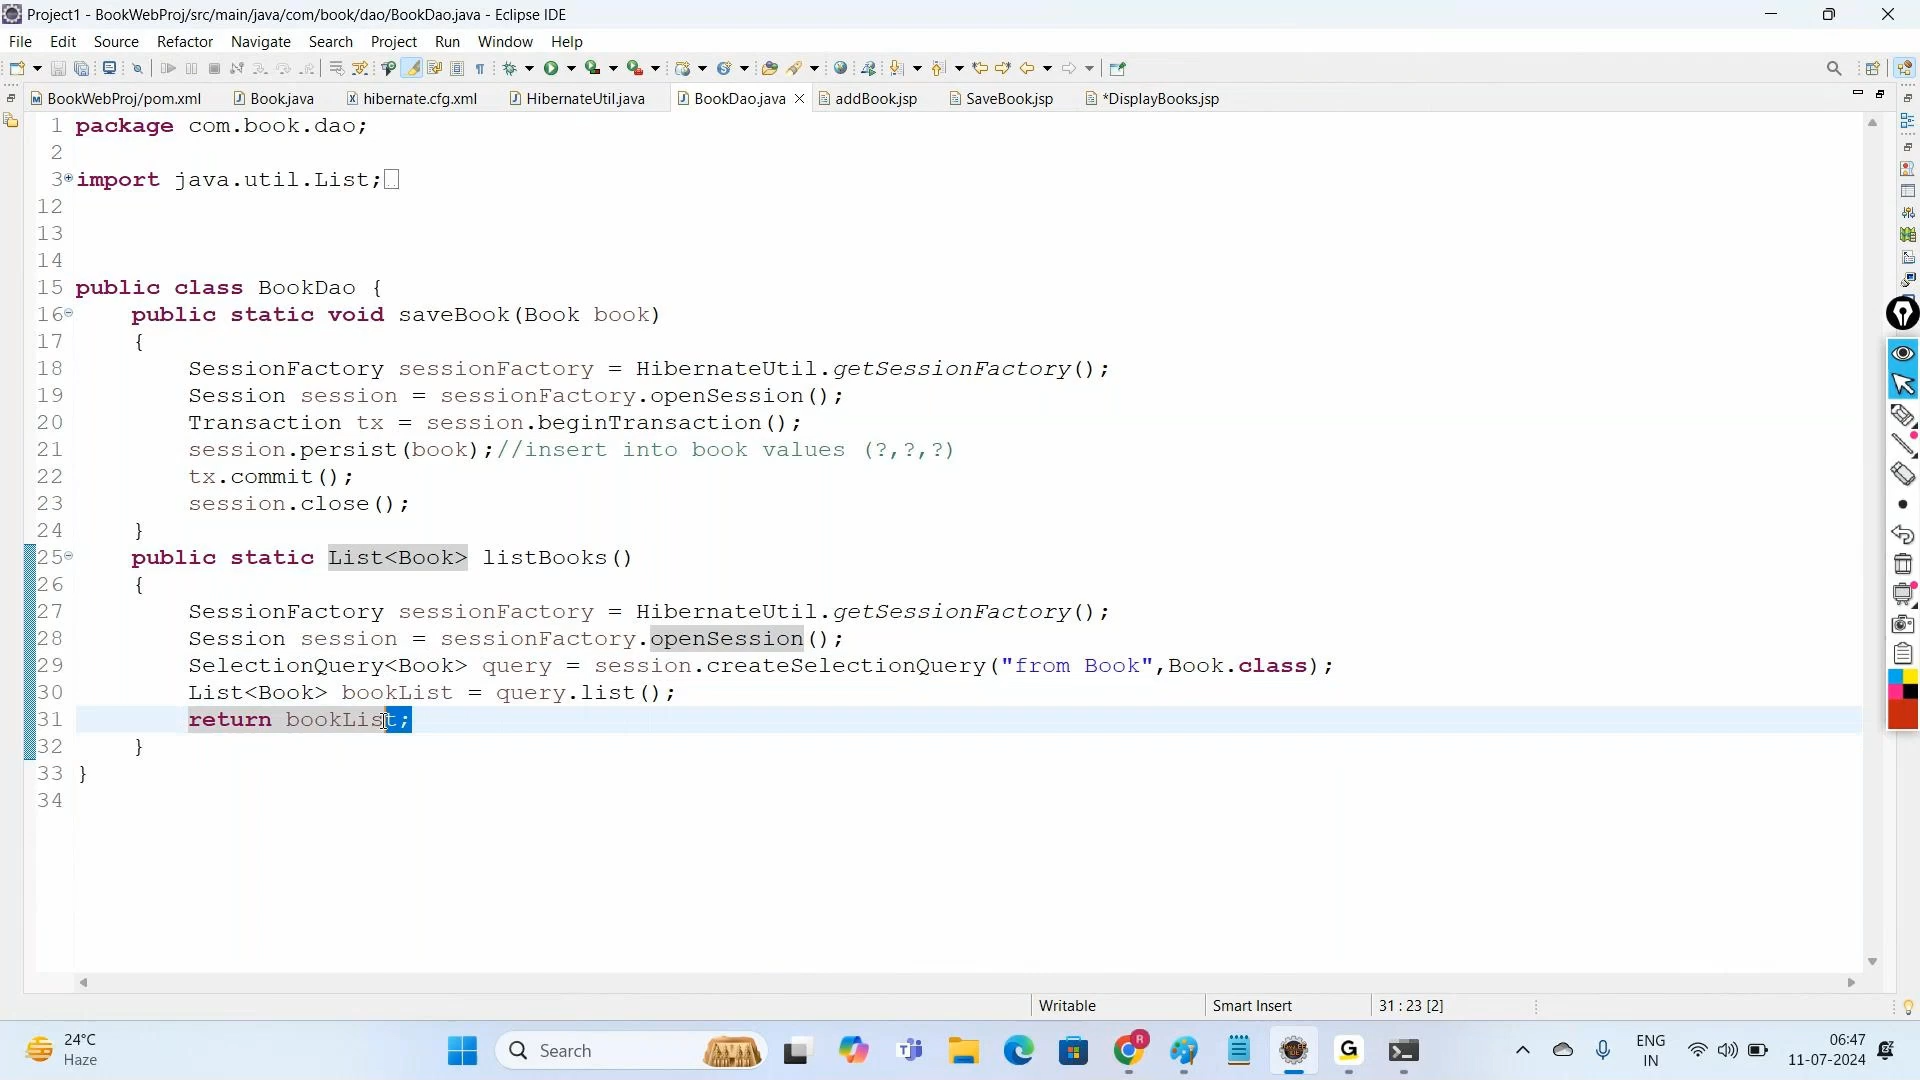 Project1 - BookWebProj/src/main/java/com/book/dao/BookDao.java - Eclipse IDE
File Edit Source Refactor Navigate Search Project Run Window Help
BookWebProj/pom.xml Book.java hibernate.cfg.xml HibernateUtil.java BookDao.java addBook.jsp SaveBook.jsp *DisplayBooks.jsp
1 package com.book.dao;
2
3 import java.util.List;
12
13
14
15 public class BookDao {
16 public static void saveBook(Book book)
17 {
18 SessionFactory sessionFactory = HibernateUtil.getSessionFactory();
19 Session session = sessionFactory.openSession();
20 Transaction tx = session.beginTransaction();
21 session.persist(book);//insert into book values (?,?,?)
22 tx.commit();
23 session.close();
24 }
25 public static List<Book> listBooks()
26 {
27 SessionFactory sessionFactory = HibernateUtil.getSessionFactory();
28 Session session = sessionFactory.openSession();
29 SelectionQuery<Book> query = session.createSelectionQuery("from Book",Book.class);
30 List<Book> bookList = query.list();
31 return bookList;
32 }
33 }
34
Writable Smart Insert 31 : 23 [2]
24°C
Haze
Search
ENG
IN
06:47
11-07-2024